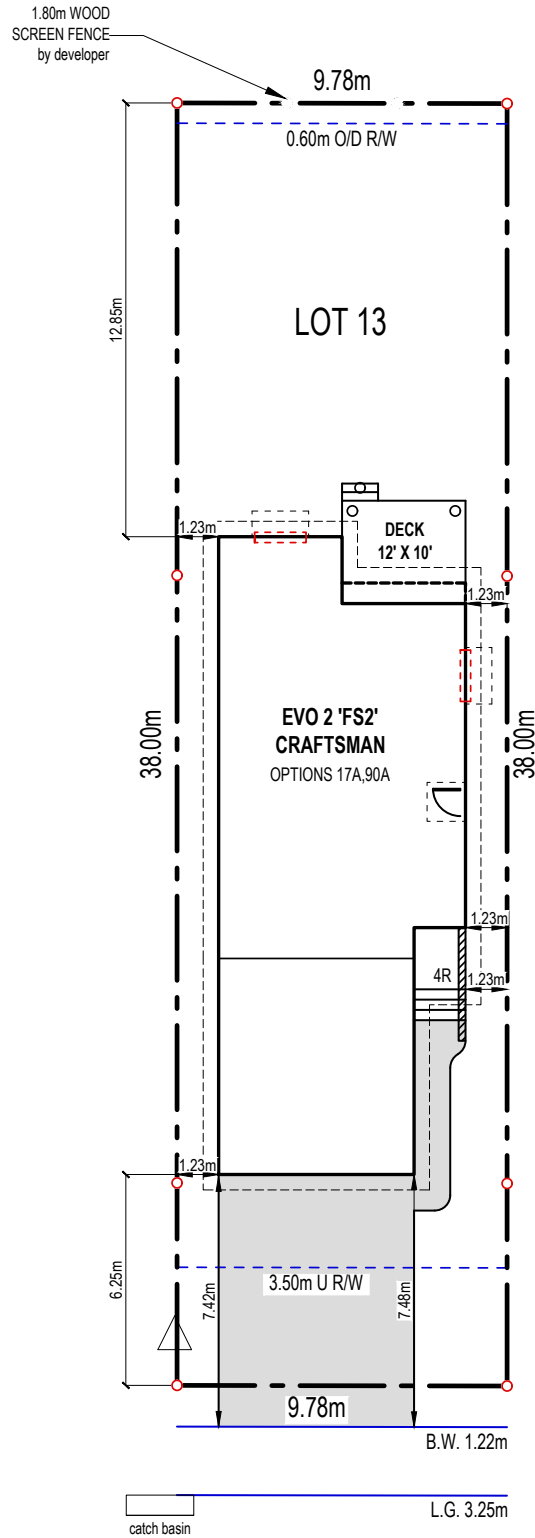 1.80m WOOD
SCREEN FENCE
by developer
9.78m
0.60m O/D R/W
12.85m
LOT 13
1.23m
DECK
12' X 10'
1.23m
38.00m
EVO 2 'FS2'
CRAFTSMAN
OPTIONS 17A,90A
38.00m
1.23m
4R
1.23m
1.23m
6.25m
7.42m
3.50m U R/W
7.48m
9.78m
B.W. 1.22m
L.G. 3.25m
catch basin